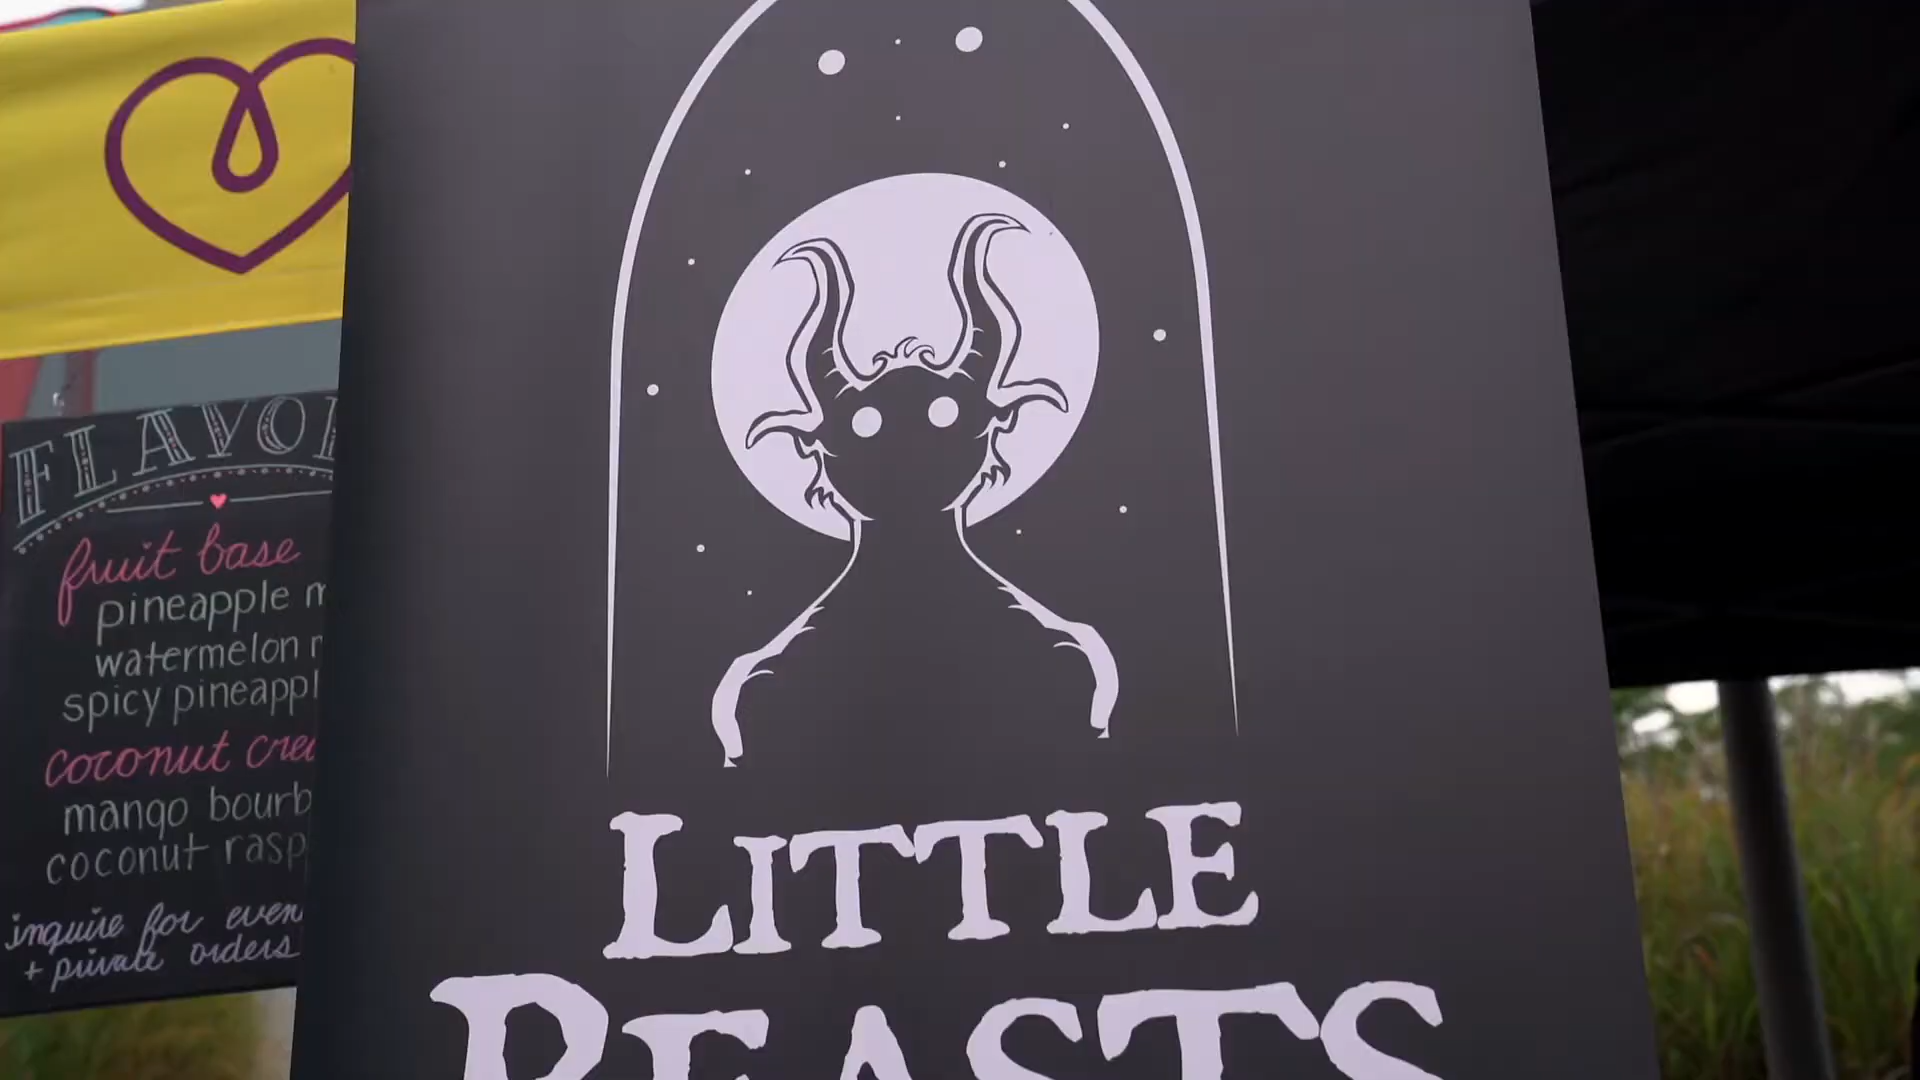 FLAVOR
fruit base
pineapple
watermelon
spicy pineappl
coconut crea
mango bourb
coconut rasp
inquire for even
+ private orders
LITTLE
BEASTS